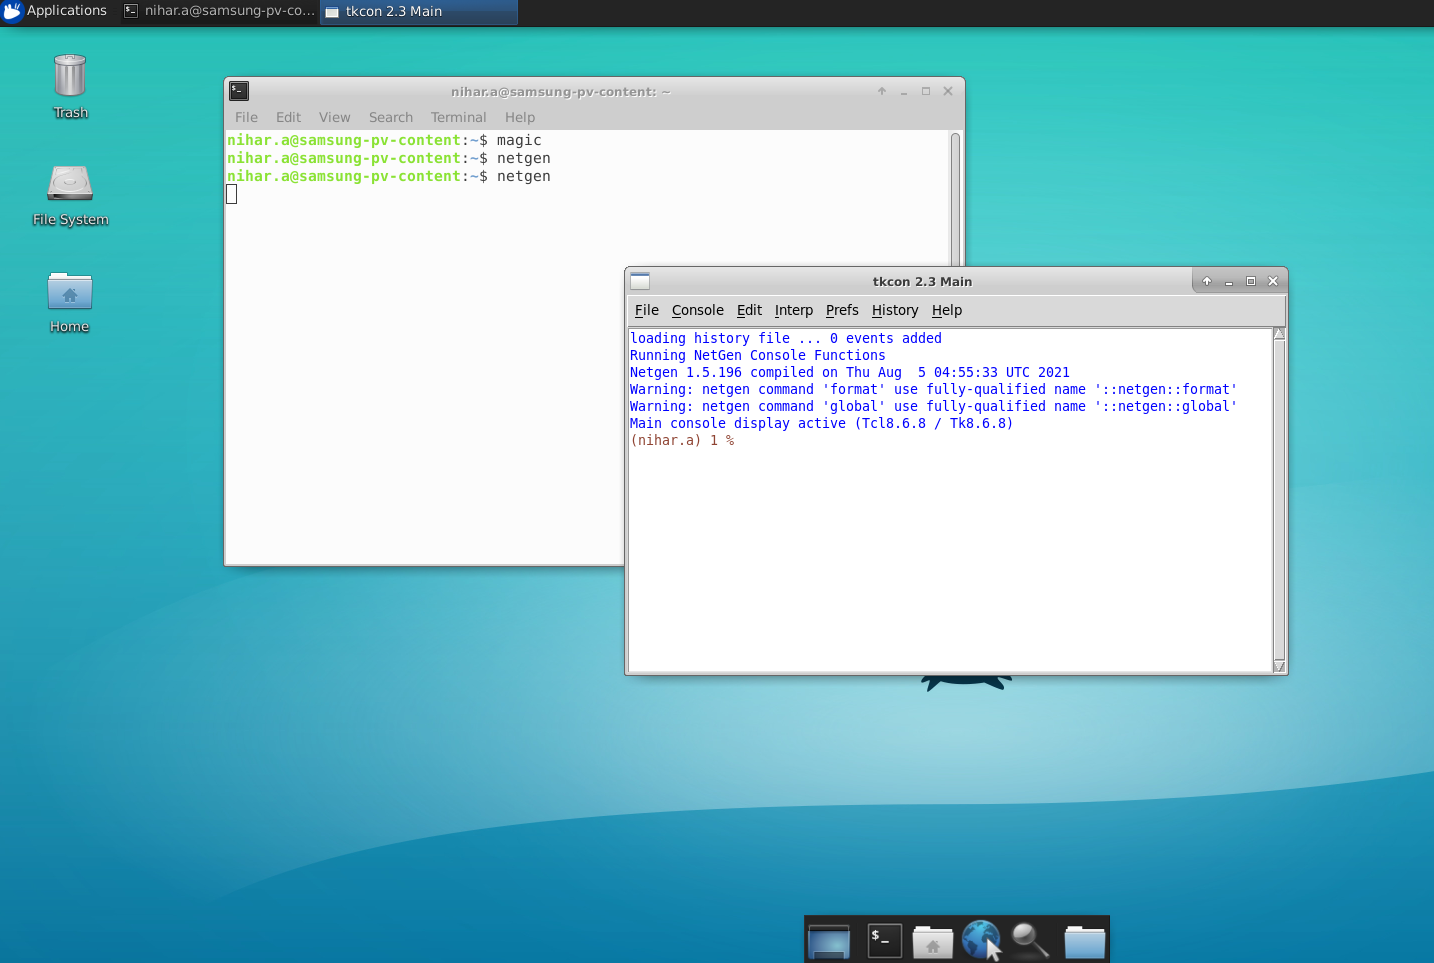 Applications
nihar.a@samsung-pv-co...
tkcon 2.3 Main
Trash
File System
Home
nihar.a@samsung-pv-content: ~
File Edit View Search Terminal Help
nihar.a@samsung-pv-content:~$ magic
nihar.a@samsung-pv-content:~$ netgen
nihar.a@samsung-pv-content:~$ netgen
tkcon 2.3 Main
File Console Edit Interp Prefs History Help
loading history file ... 0 events added
Running NetGen Console Functions
Netgen 1.5.196 compiled on Thu Aug  5 04:55:33 UTC 2021
Warning: netgen command 'format' use fully-qualified name '::netgen::format'
Warning: netgen command 'global' use fully-qualified name '::netgen::global'
Main console display active (Tcl8.6.8 / Tk8.6.8)
(nihar.a) 1 %
$_